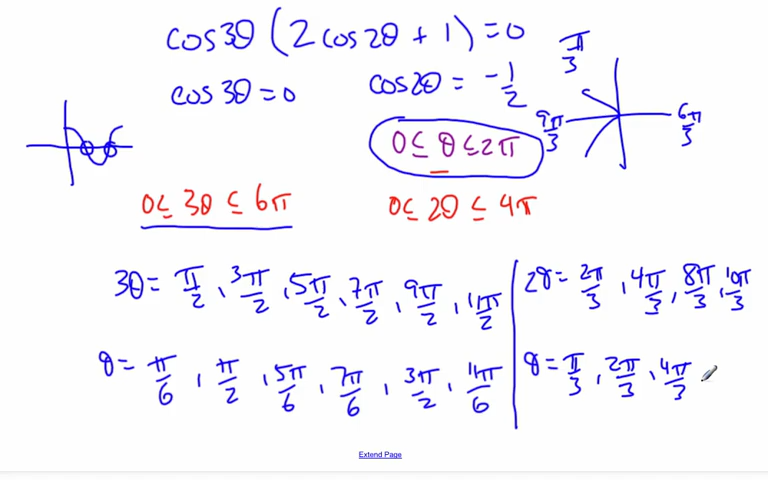 cos3θ (2cos2θ + 1) = 0
cos3θ = 0
cos2θ = -1/2
π/3
9π/3
6π/3
0 ≤ θ ≤ 2π
0 ≤ 3θ ≤ 6π
0 ≤ 2θ ≤ 4π
3θ = π/2, 3π/2, 5π/2, 7π/2, 9π/2, 11π/2
2θ = 2π/3, 4π/3, 8π/3, 10π/3
θ = π/6, π/2, 5π/6, 7π/6, 3π/2, 11π/6
θ = π/3, 2π/3, 4π/3
Extend Page